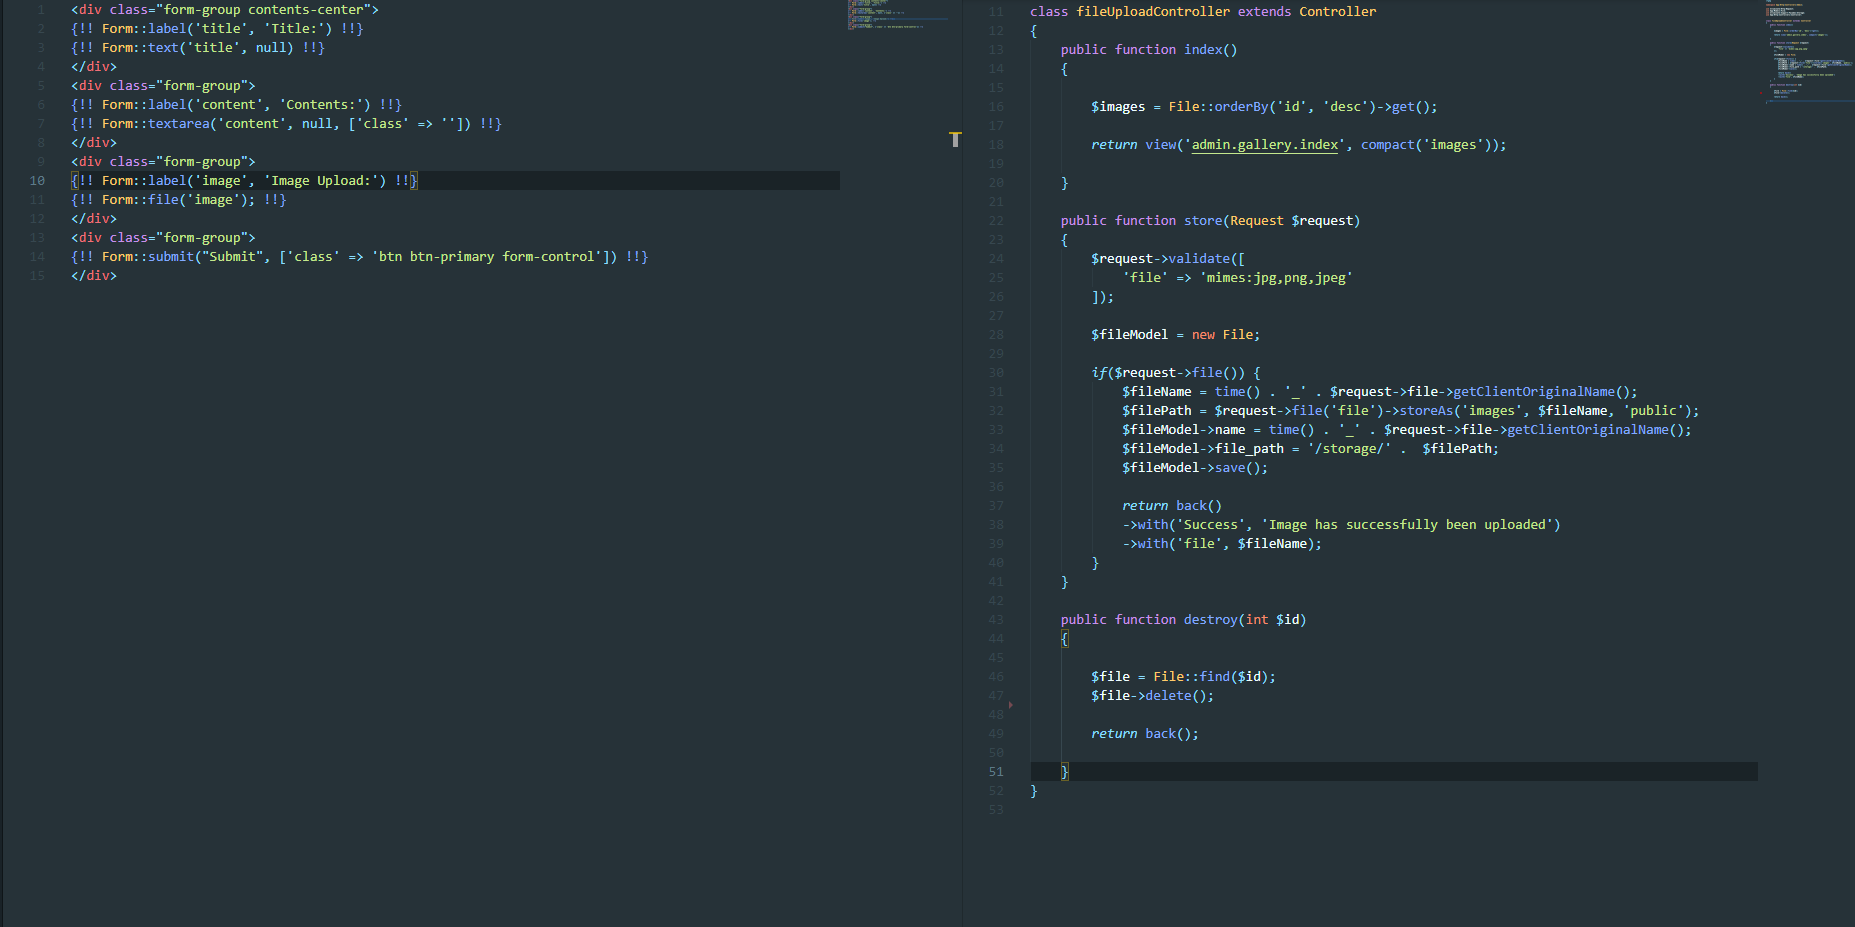 1 <div class="form-group contents-center">
2 {!! Form::label('title', 'Title:') !!}
3 {!! Form::text('title', null) !!}
4 </div>
5 <div class="form-group">
6 {!! Form::label('content', 'Contents:') !!}
7 {!! Form::textarea('content', null, ['class' => '']) !!}
8 </div>
9 <div class="form-group">
10 {!! Form::label('image', 'Image Upload:') !!}
11 {!! Form::file('image'); !!}
12 </div>
13 <div class="form-group">
14 {!! Form::submit("Submit", ['class' => 'btn btn-primary form-control']) !!}
15 </div>
11 class fileUploadController extends Controller
12 {
13 public function index()
14 {
15
16 $images = File::orderBy('id', 'desc')->get();
17
18 return view('admin.gallery.index', compact('images'));
19
20 }
21
22 public function store(Request $request)
23 {
24 $request->validate([
25 'file' => 'mimes:jpg,png,jpeg'
26 ]);
27
28 $fileModel = new File;
29
30 if($request->file()) {
31 $fileName = time() . '_' . $request->file->getClientOriginalName();
32 $filePath = $request->file('file')->storeAs('images', $fileName, 'public');
33 $fileModel->name = time() . '_' . $request->file->getClientOriginalName();
34 $fileModel->file_path = '/storage/' .  $filePath;
35 $fileModel->save();
36
37 return back()
38 ->with('Success', 'Image has successfully been uploaded')
39 ->with('file', $fileName);
40 }
41 }
42
43 public function destroy(int $id)
44 {
45
46 $file = File::find($id);
47 $file->delete();
48
49 return back();
50
51 }
52 }
53